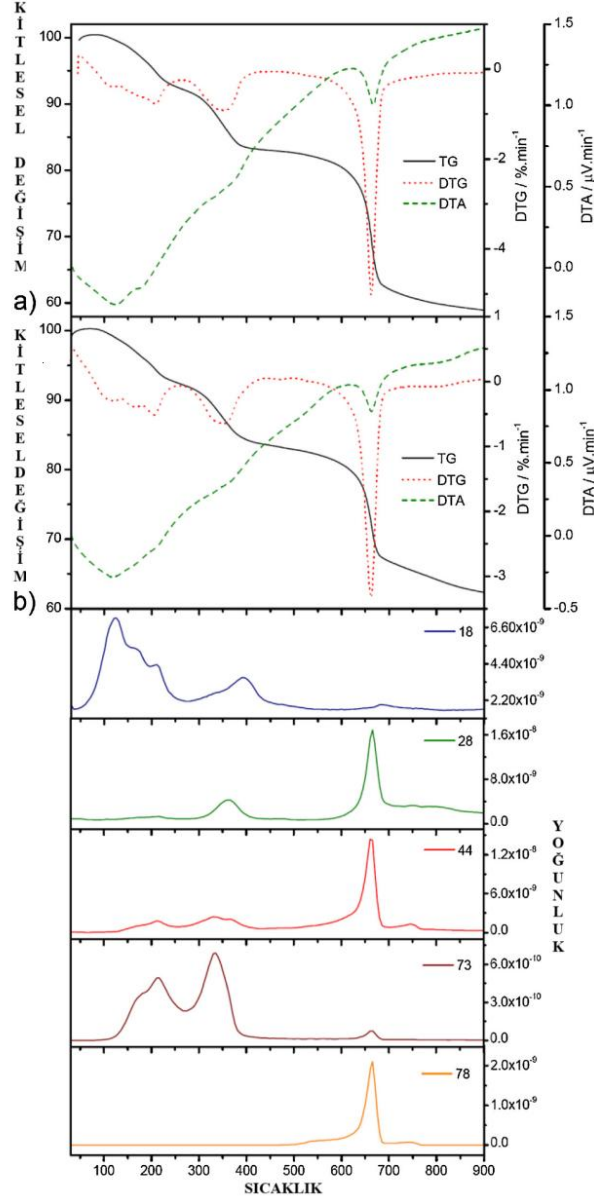 KİTLESEL DEĞİŞİM
100
90
80
70
60
TG
DTG
DTA
0
-2
-4
DTG / %.min-1
1.5
1.0
0.5
0.0
DTA / µV.min-1
a)
KİTLESEL DEĞİŞİM
100
90
80
70
60
TG
DTG
DTA
1
0
-1
-2
-3
DTG / %.min-1
1.5
1.0
0.5
0.0
-0.5
DTA / µV.min-1
b)
18
6.60x10-9
4.40x10-9
2.20x10-9
28
1.6x10-8
8.0x10-9
0.0
44
1.2x10-8
6.0x10-9
0.0
73
6.0x10-10
3.0x10-10
0.0
78
2.0x10-9
1.0x10-9
0.0
YOĞUNLUK
100 200 300 400 500 600 700 800 900
SICAKLIK